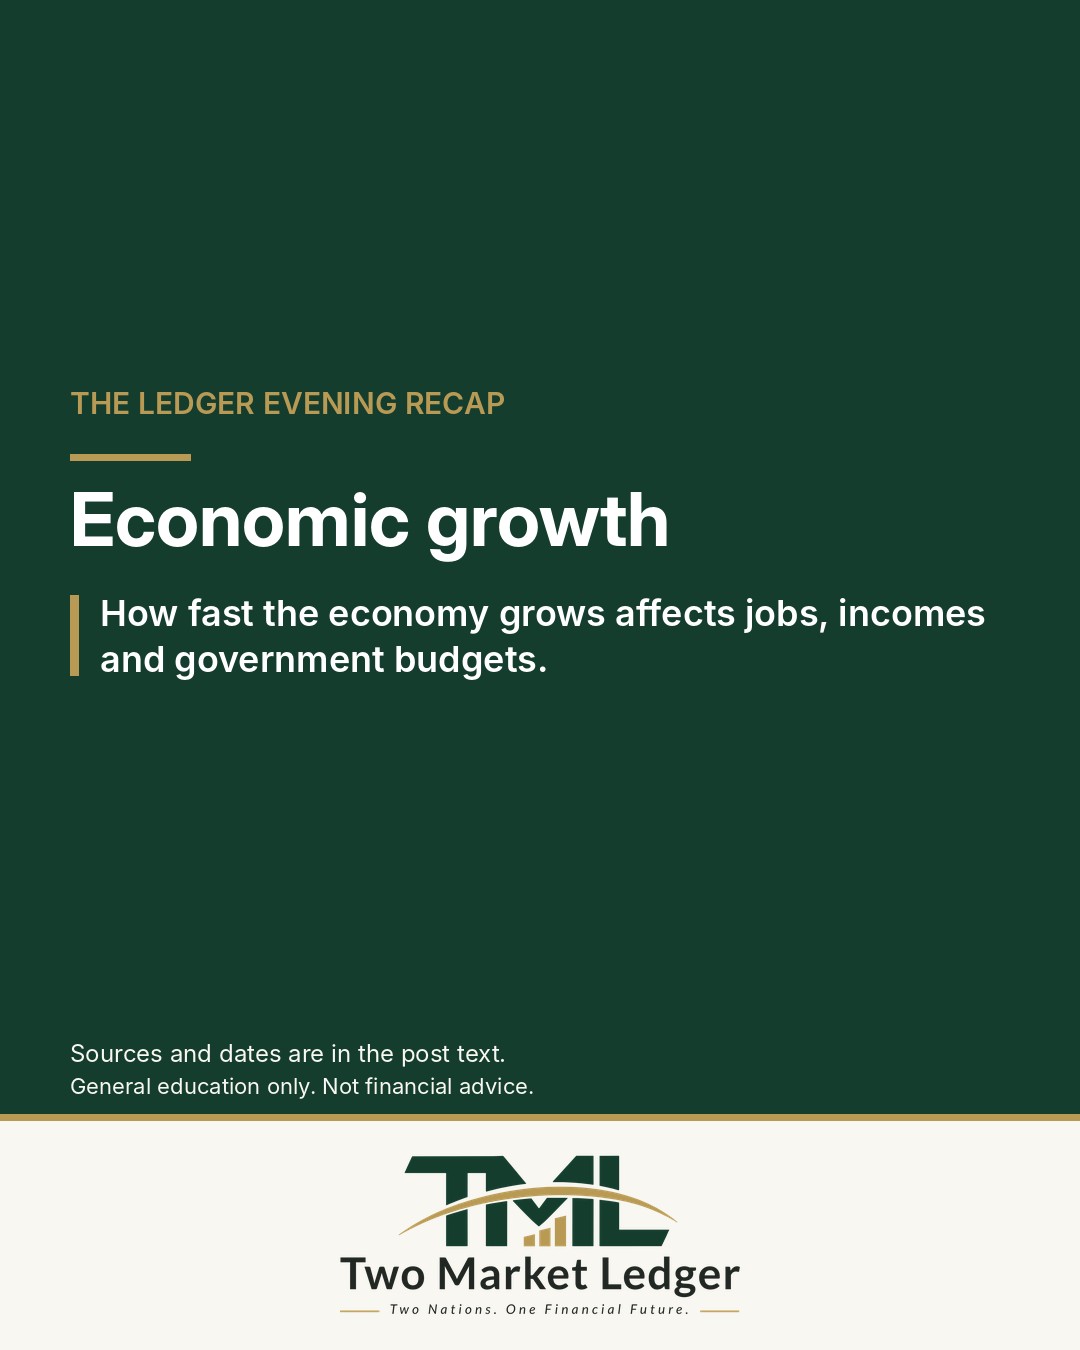 THE LEDGER EVENING RECAP
Economic growth
How fast the economy grows affects jobs, incomes
and government budgets.
Sources and dates are in the post text.
General education only. Not financial advice.
TML
Two Market Ledger
Two Nations. One Financial Future.